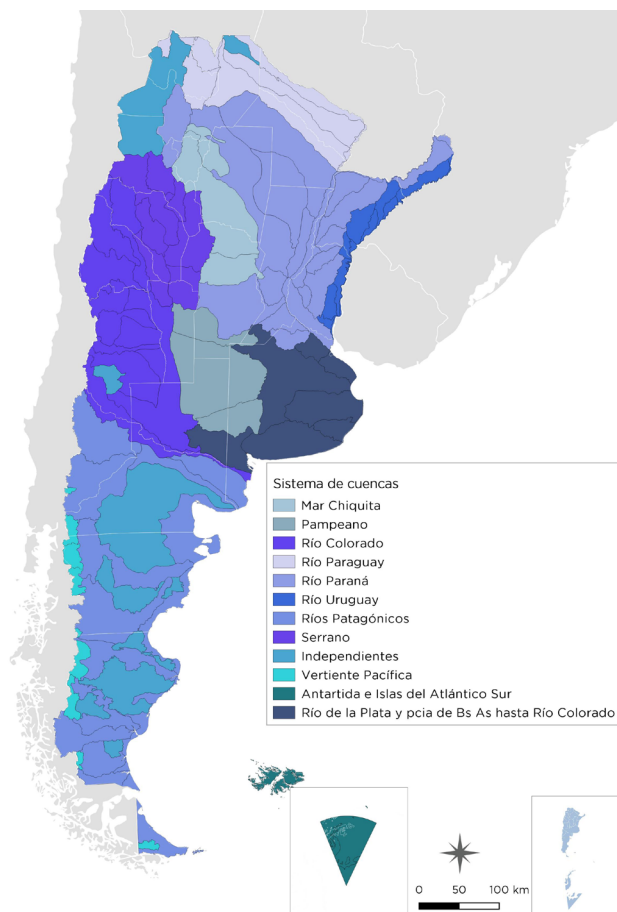 Sistema de cuencas
Mar Chiquita
Pampeano
Río Colorado
Río Paraguay
Río Paraná
Río Uruguay
Ríos Patagónicos
Serrano
Independientes
Vertiente Pacífica
Antartida e Islas del Atlántico Sur
Río de la Plata y pcia de Bs As hasta Río Colorado
0 50 100 km